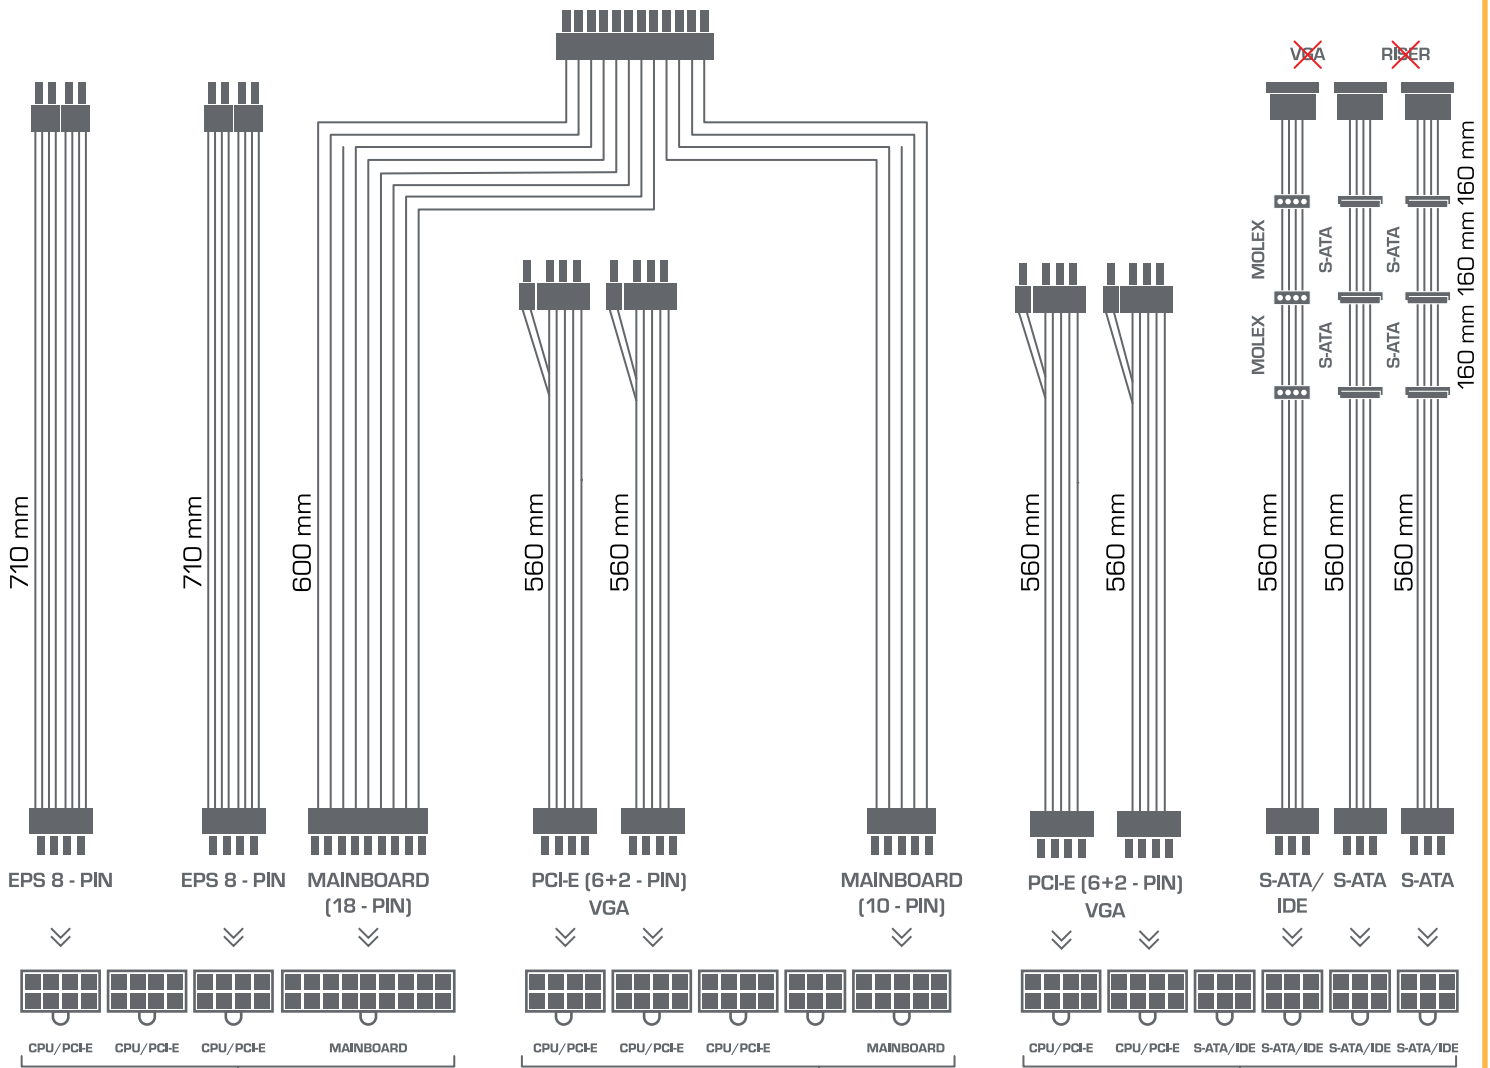 VGA RISER
160 mm
160 mm
160 mm
MOLEX S-ATA S-ATA
MOLEX S-ATA S-ATA
710 mm
710 mm
600 mm
560 mm
560 mm
560 mm
560 mm
560 mm
560 mm
560 mm
EPS 8 - PIN
EPS 8 - PIN
MAINBOARD
(18 - PIN)
PCI-E (6+2 - PIN)
VGA
MAINBOARD
(10 - PIN)
PCI-E (6+2 - PIN)
VGA
S-ATA/
IDE
S-ATA
S-ATA
CPU/PCI-E CPU/PCI-E CPU/PCI-E MAINBOARD
CPU/PCI-E CPU/PCI-E CPU/PCI-E MAINBOARD
CPU/PCI-E CPU/PCI-E S-ATA/IDE S-ATA/IDE S-ATA/IDE S-ATA/IDE